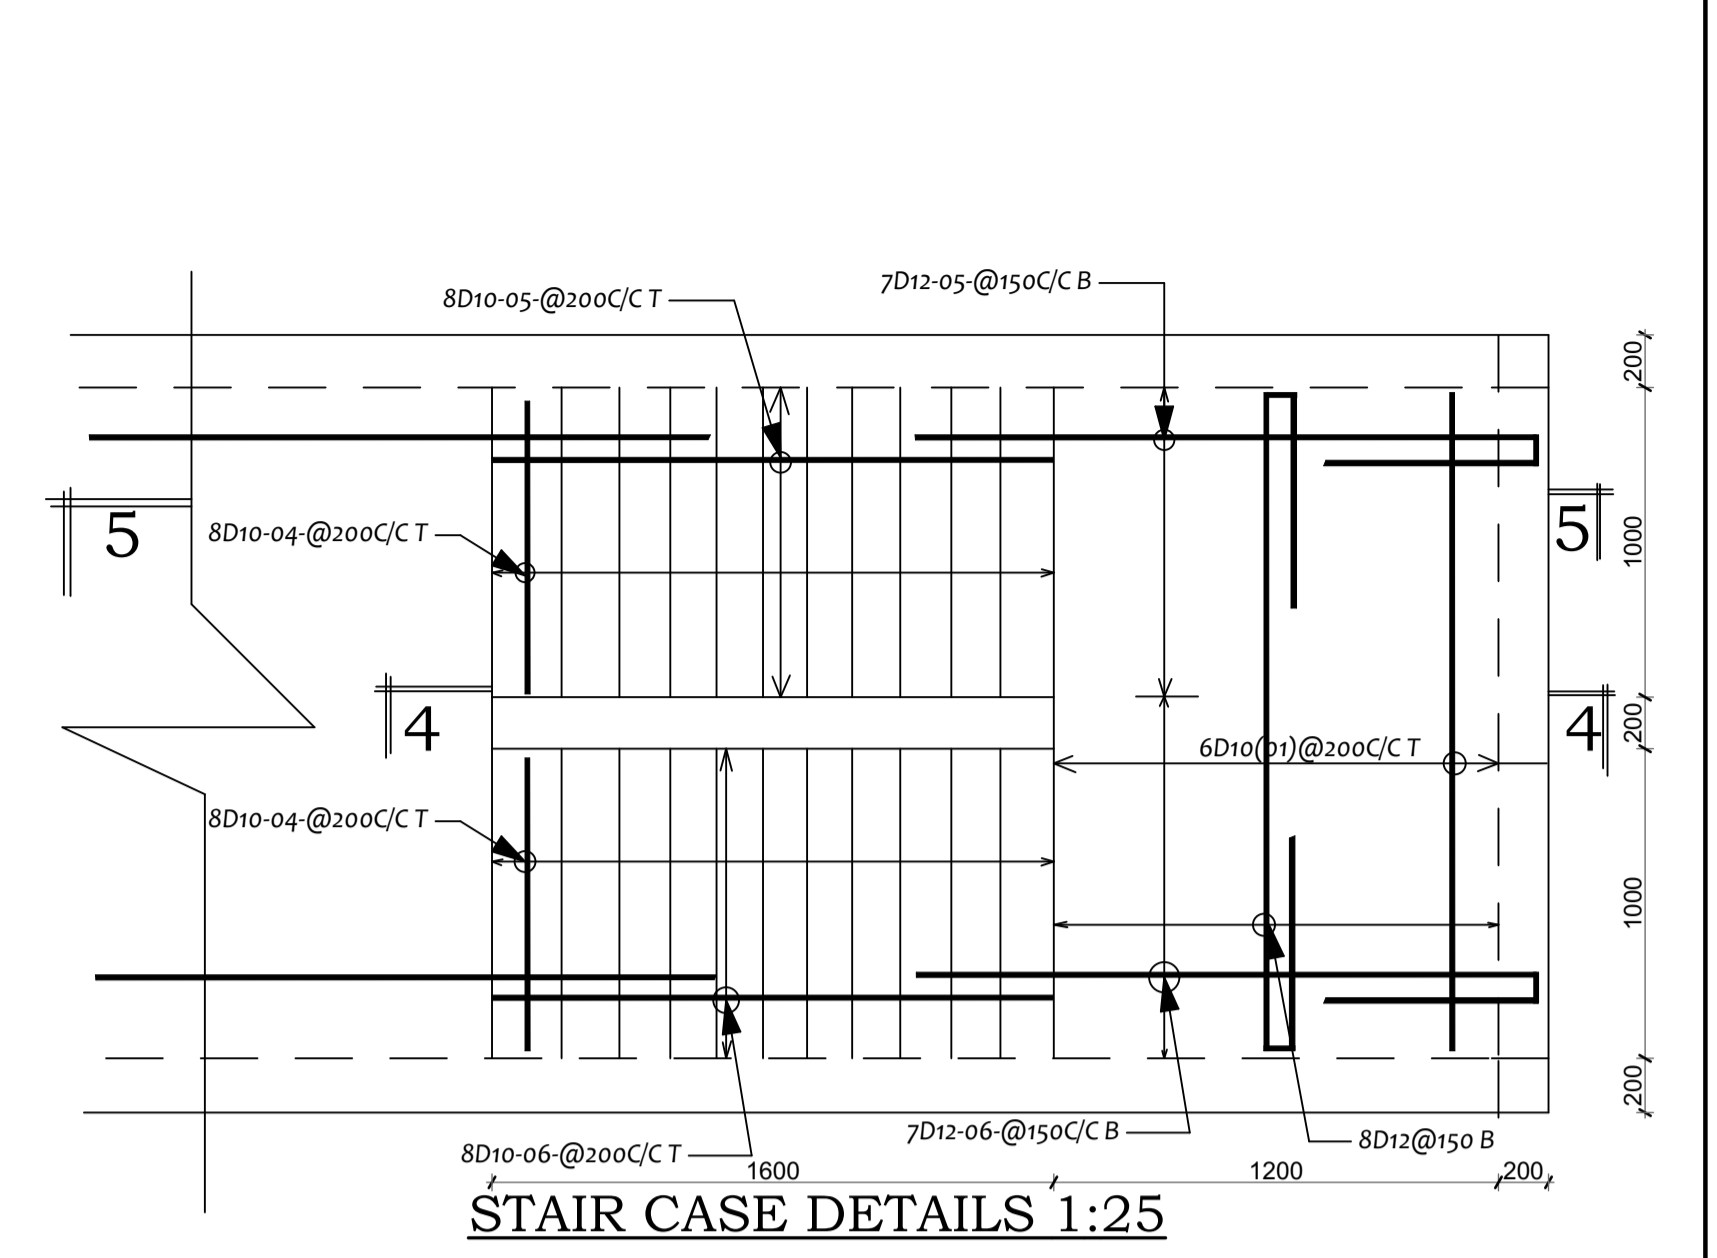 7D12-05-@150C/C B
8D10-05-@200C/C T
200
5
8D10-04-@200C/C T
5
1000
4
4
200
6D10(01)@200C/C T
8D10-04-@200C/C T
1000
200
7D12-06-@150C/C B
8D12@150 B
8D10-06-@200C/C T
1600
1200
200
STAIR CASE DETAILS 1:25